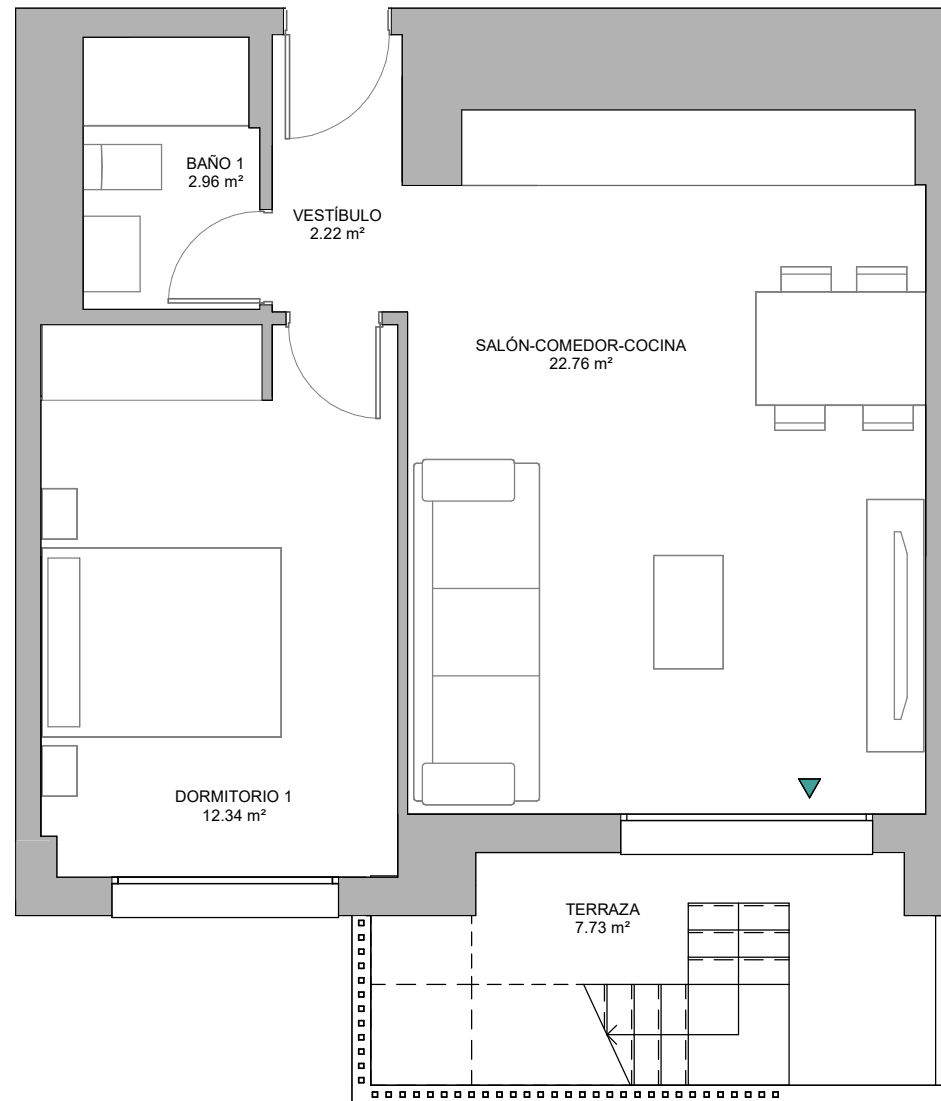 BAÑO 1
2.96 m²
VESTÍBULO
2.22 m²
SALÓN-COMEDOR-COCINA
22.76 m²
DORMITORIO 1
12.34 m²
TERRAZA
7.73 m²